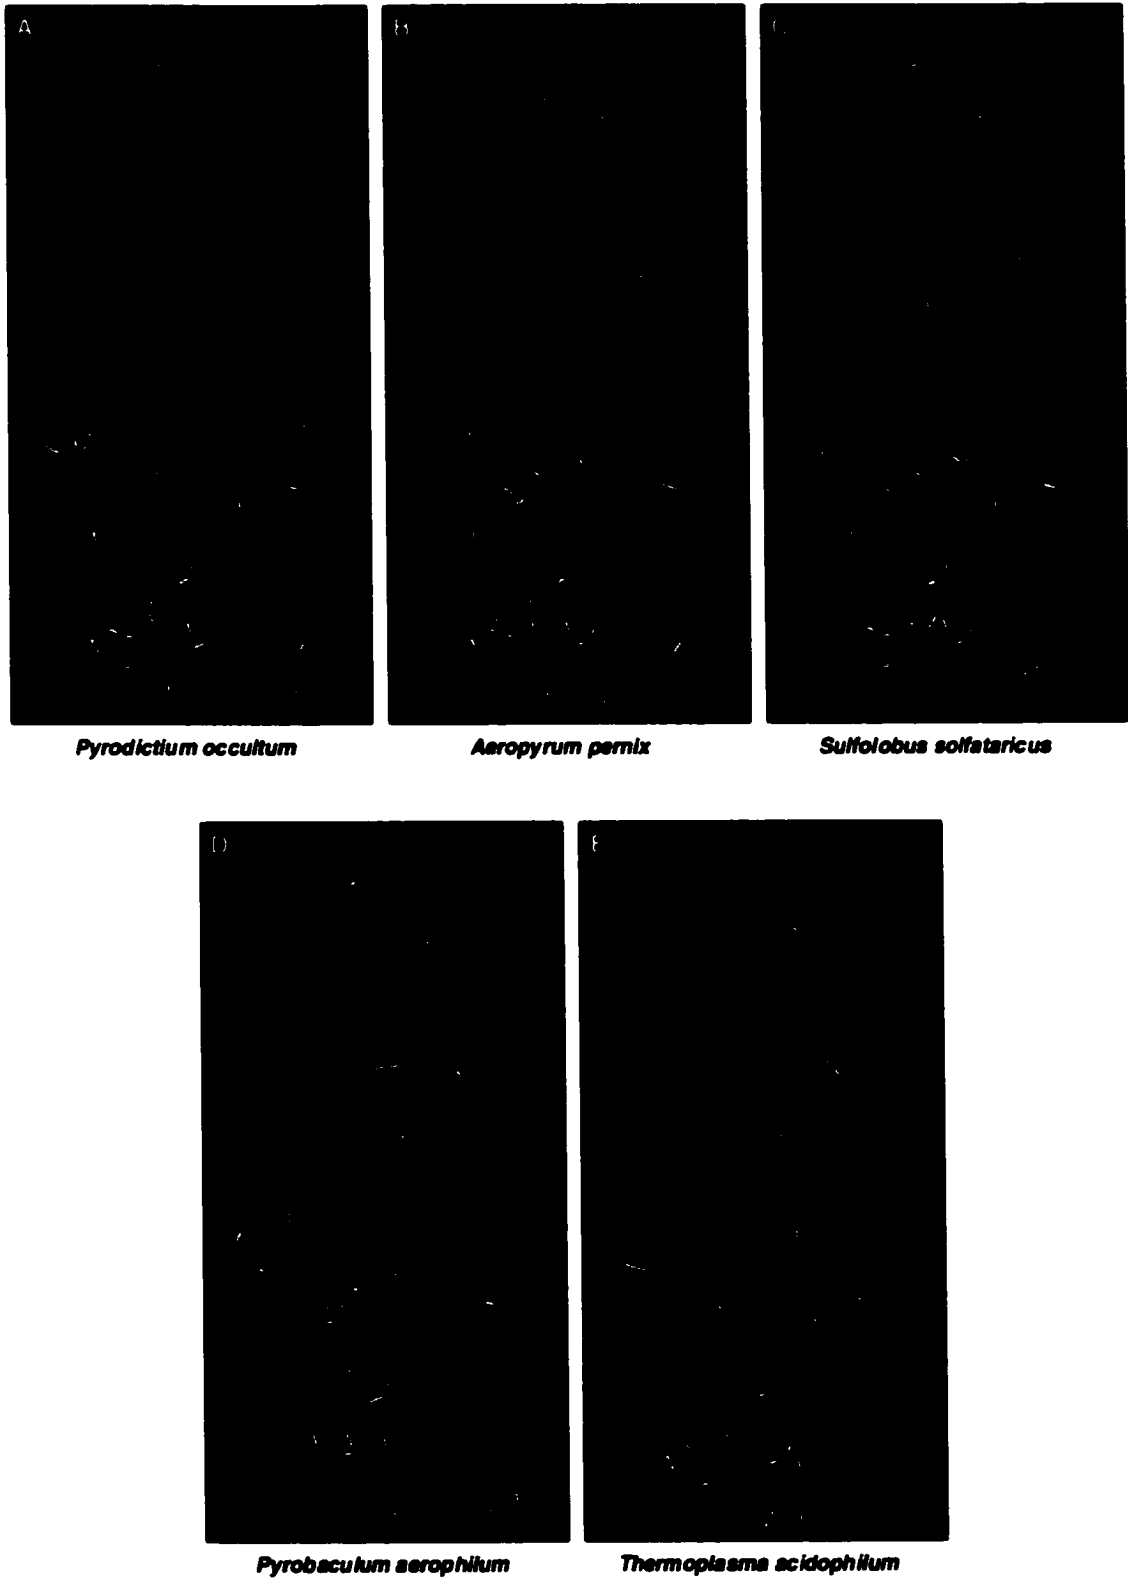 A B C
Pyrodictium occultum Aeropyrum pernix Sulfolobus solfataricus
D E
Pyrobaculum aerophilum Thermoplasma acidophilum